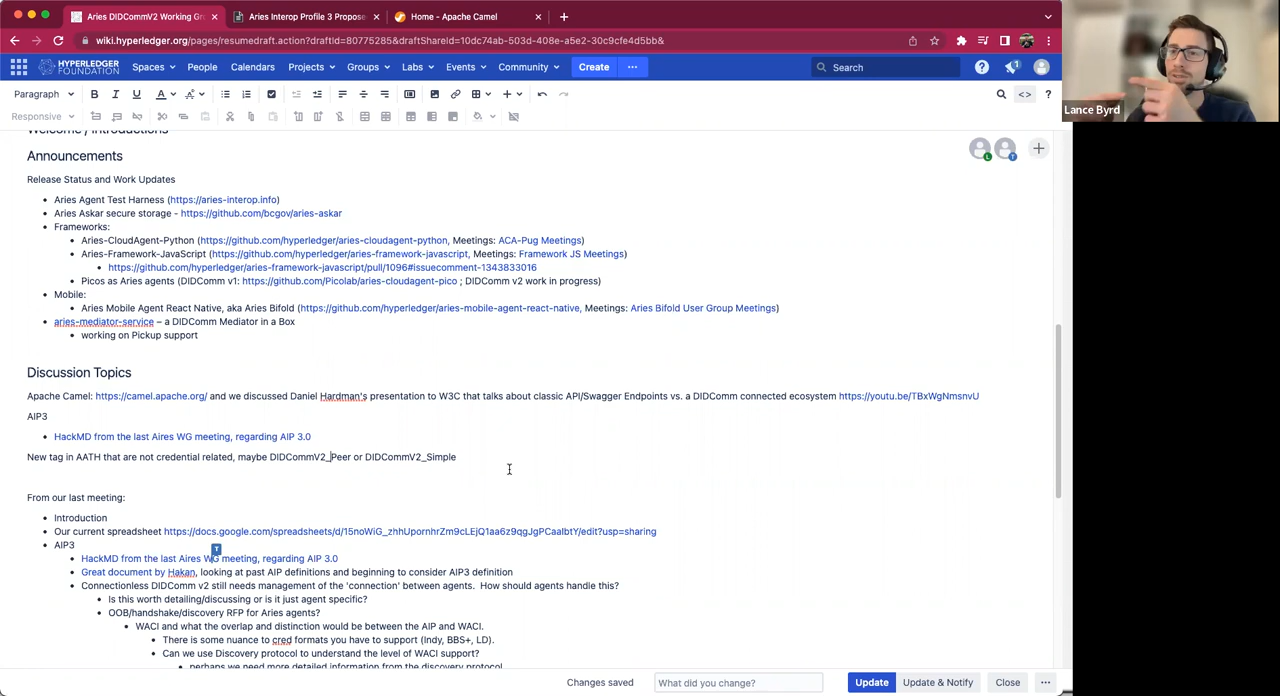 Aries DIDCommV2 Working Gr
Aries Interop Profile 3 Propose
Home - Apache Camel
wiki.hyperledger.org/pages/resumedraft.action?draftId=80775285&draftShareId=10dc74ab-503d-408e-a5e2-30c9cfe4d5bb&
HYPERLEDGER FOUNDATION
Spaces People Calendars Projects Groups Labs Events Community Create Search
Paragraph
Responsive
Lance Byrd
Welcome / Introductions
Announcements
Release Status and Work Updates
Aries Agent Test Harness (https://aries-interop.info)
Aries Askar secure storage - https://github.com/bcgov/aries-askar
Frameworks:
Aries-CloudAgent-Python (https://github.com/hyperledger/aries-cloudagent-python, Meetings: ACA-Pug Meetings)
Aries-Framework-JavaScript (https://github.com/hyperledger/aries-framework-javascript, Meetings: Framework JS Meetings)
https://github.com/hyperledger/aries-framework-javascript/pull/1096#issuecomment-1343833016
Picos as Aries agents (DIDComm v1: https://github.com/Picolab/aries-cloudagent-pico ; DIDComm v2 work in progress)
Mobile:
Aries Mobile Agent React Native, aka Aries Bifold (https://github.com/hyperledger/aries-mobile-agent-react-native, Meetings: Aries Bifold User Group Meetings)
aries-mediator-service – a DIDComm Mediator in a Box
working on Pickup support
Discussion Topics
Apache Camel: https://camel.apache.org/ and we discussed Daniel Hardman's presentation to W3C that talks about classic API/Swagger Endpoints vs. a DIDComm connected ecosystem https://youtu.be/TBxWgNmsnvU
AIP3
HackMD from the last Aires WG meeting, regarding AIP 3.0
New tag in AATH that are not credential related, maybe DIDCommV2_Peer or DIDCommV2_Simple
From our last meeting:
Introduction
Our current spreadsheet https://docs.google.com/spreadsheets/d/15noWiG_zhhUpornhrZm9cLEjQ1aa6z9qgJgPCaaIbtY/edit?usp=sharing
AIP3
HackMD from the last Aires WG meeting, regarding AIP 3.0
Great document by Hakan, looking at past AIP definitions and beginning to consider AIP3 definition
Connectionless DIDComm v2 still needs management of the 'connection' between agents. How should agents handle this?
Is this worth detailing/discussing or is it just agent specific?
OOB/handshake/discovery RFP for Aries agents?
WACI and what the overlap and distinction would be between the AIP and WACI.
There is some nuance to cred formats you have to support (Indy, BBS+, LD).
Can we use Discovery protocol to understand the level of WACI support?
perhaps we need more detailed information from the discovery protocol
Changes saved What did you change? Update Update & Notify Close